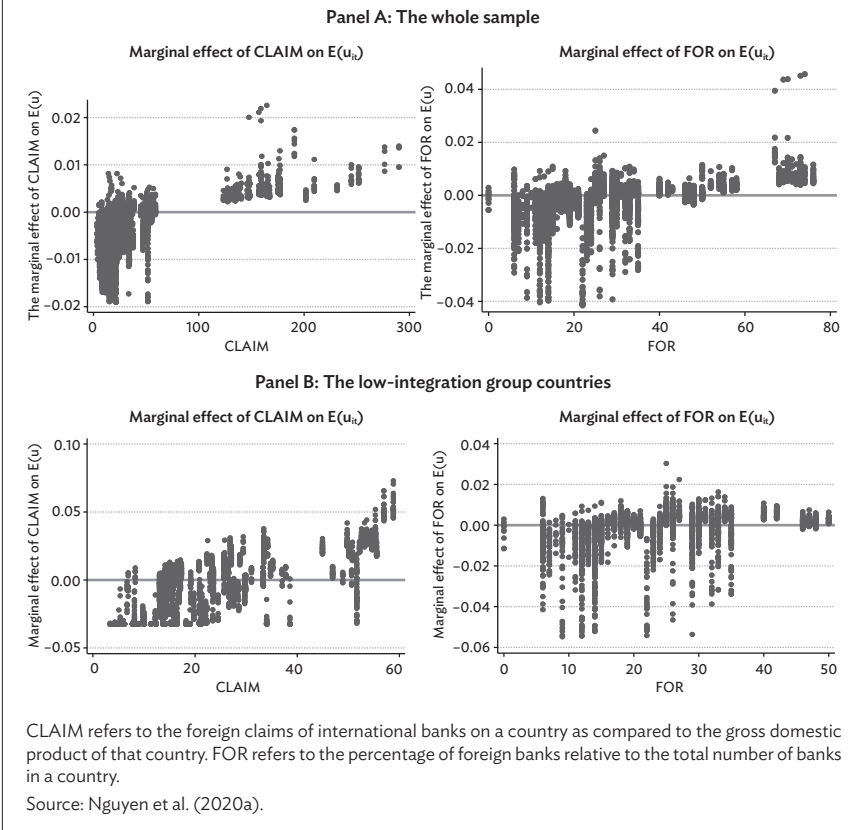 Panel A: The whole sample
Marginal effect of CLAIM on E(uit)
The marginal effect of CLAIM on E(u)
0.02
0.01
0.00
−0.01
−0.02
0 100 200 300
CLAIM
Marginal effect of FOR on E(uit)
The marginal effect of FOR on E(u)
0.04
0.02
0.00
−0.02
−0.04
0 20 40 60 80
FOR
Panel B: The low-integration group countries
Marginal effect of CLAIM on E(uit)
Marginal effect of CLAIM on E(u)
0.10
0.05
0.00
−0.05
0 20 40 60
CLAIM
Marginal effect of FOR on E(uit)
Marginal effect of FOR on E(u)
0.04
0.02
0.00
−0.02
−0.04
−0.06
0 10 20 30 40 50
FOR
CLAIM refers to the foreign claims of international banks on a country as compared to the gross domestic
product of that country. FOR refers to the percentage of foreign banks relative to the total number of banks
in a country.
Source: Nguyen et al. (2020a).